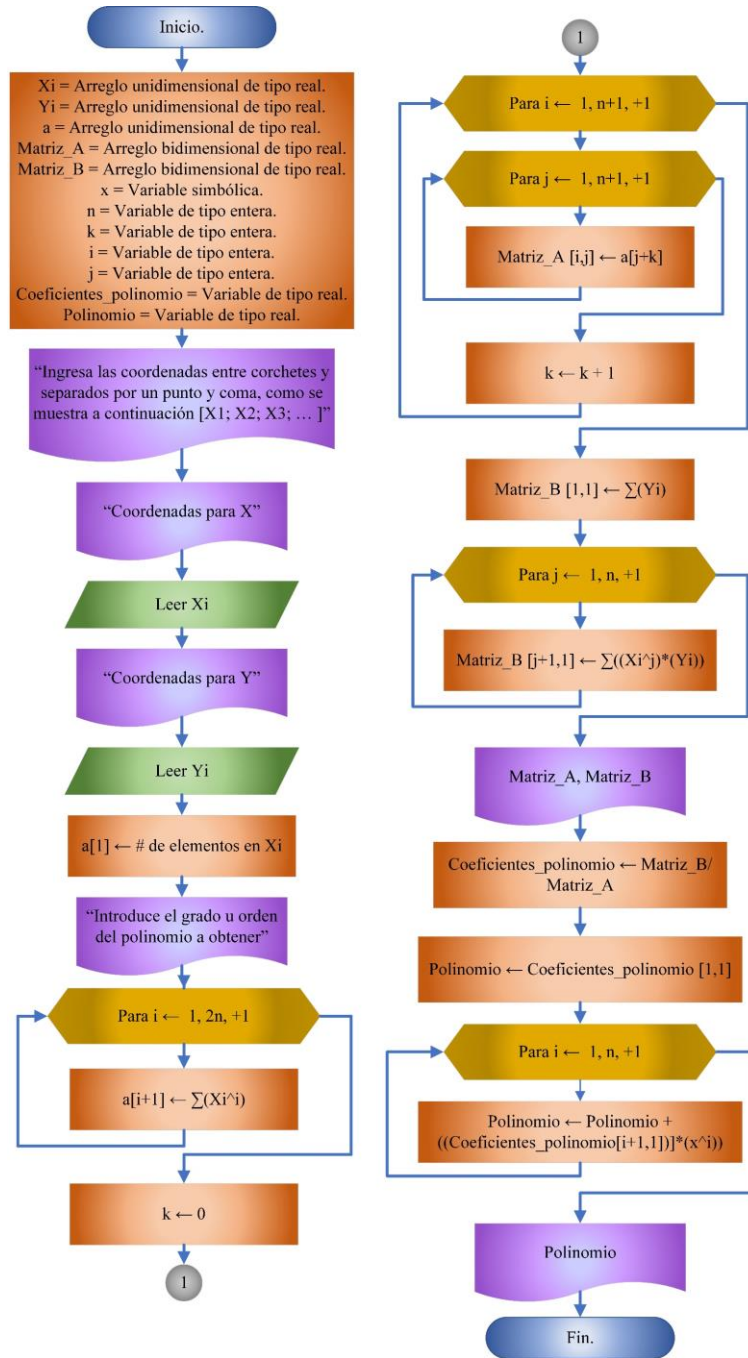 Inicio.
Xi = Arreglo unidimensional de tipo real.
Yi = Arreglo unidimensional de tipo real.
a = Arreglo unidimensional de tipo real.
Matriz_A = Arreglo bidimensional de tipo real.
Matriz_B = Arreglo bidimensional de tipo real.
x = Variable simbólica.
n = Variable de tipo entera.
k = Variable de tipo entera.
i = Variable de tipo entera.
j = Variable de tipo entera.
Coeficientes_polinomio = Variable de tipo real.
Polinomio = Variable de tipo real.
“Ingresa las coordenadas entre corchetes y
separados por un punto y coma, como se
muestra a continuación [X1; X2; X3; … ]”
“Coordenadas para X”
Leer Xi
“Coordenadas para Y”
Leer Yi
a[1] ← # de elementos en Xi
“Introduce el grado u orden
del polinomio a obtener”
Para i ← 1, 2n, +1
a[i+1] ← ∑(Xi^i)
k ← 0
1
1
Para i ← 1, n+1, +1
Para j ← 1, n+1, +1
Matriz_A [i,j] ← a[j+k]
k ← k + 1
Matriz_B [1,1] ← ∑(Yi)
Para j ← 1, n, +1
Matriz_B [j+1,1] ← ∑((Xi^j)*(Yi))
Matriz_A, Matriz_B
Coeficientes_polinomio ← Matriz_B/
Matriz_A
Polinomio ← Coeficientes_polinomio [1,1]
Para i ← 1, n, +1
Polinomio ← Polinomio +
((Coeficientes_polinomio[i+1,1])]*(x^i))
Polinomio
Fin.